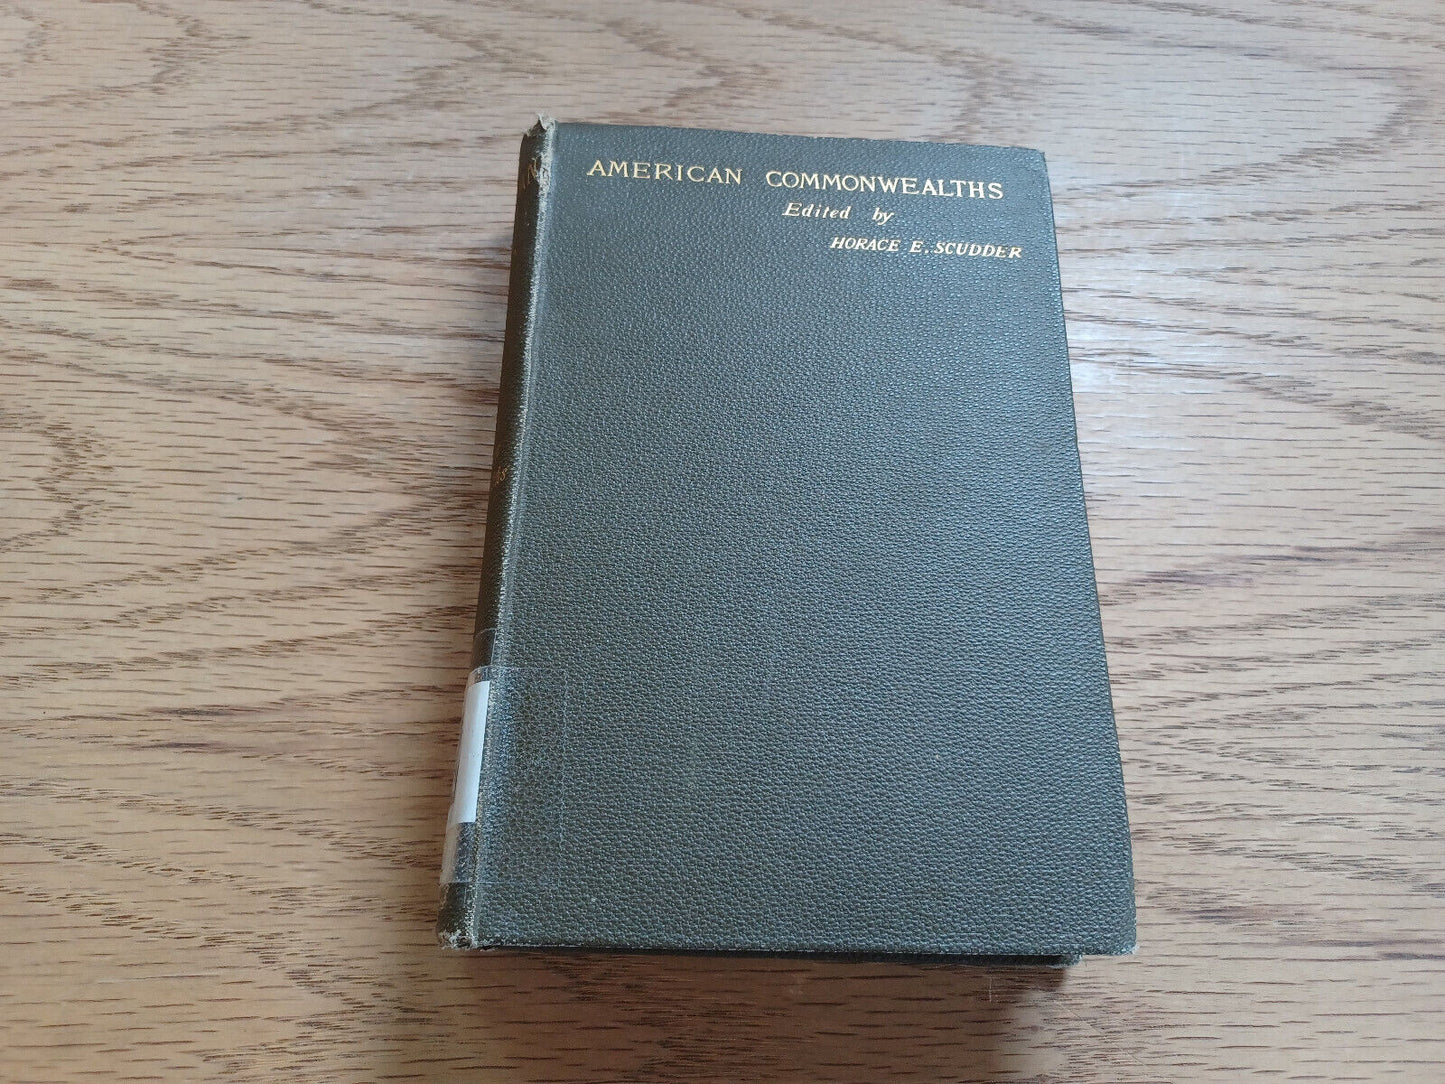 AMERICAN COMMONWEALTHS
Edited by
HORACE E. SCUDDER